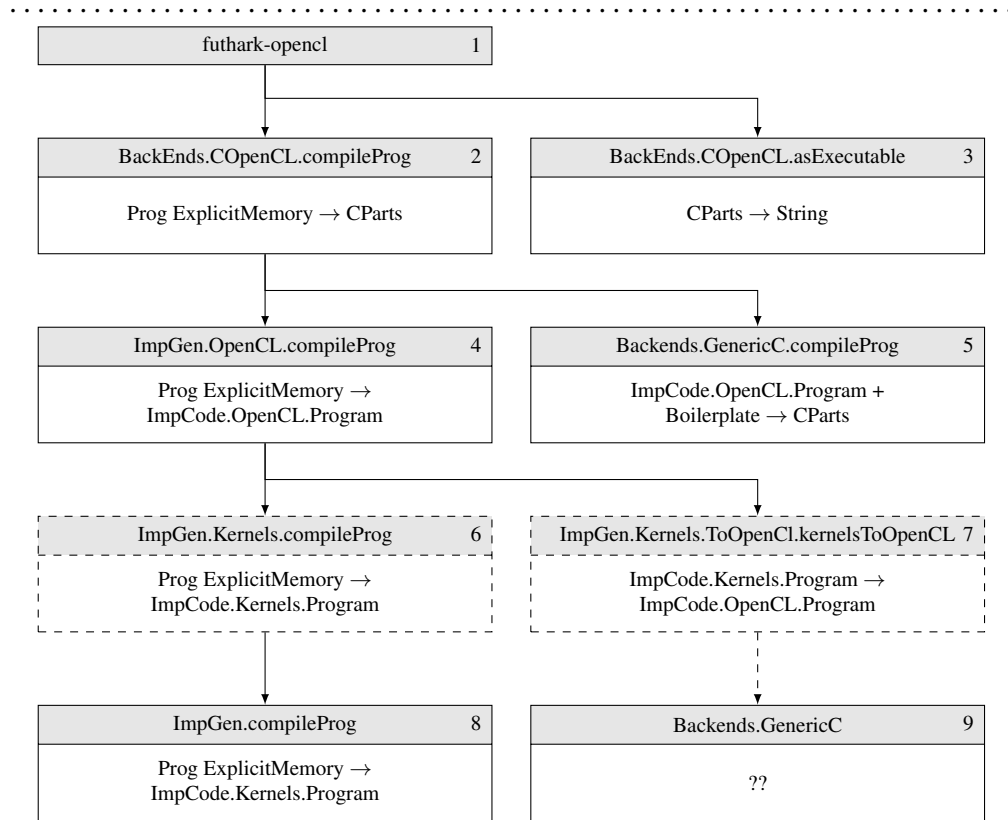 futhark-opencl 1
BackEnds.COpenCL.compileProg 2
Prog ExplicitMemory → CParts
BackEnds.COpenCL.asExecutable 3
CParts → String
ImpGen.OpenCL.compileProg 4
Prog ExplicitMemory →
ImpCode.OpenCL.Program
Backends.GenericC.compileProg 5
ImpCode.OpenCL.Program +
Boilerplate → CParts
ImpGen.Kernels.compileProg 6
Prog ExplicitMemory →
ImpCode.Kernels.Program
ImpGen.Kernels.ToOpenCl.kernelsToOpenCL 7
ImpCode.Kernels.Program →
ImpCode.OpenCL.Program
ImpGen.compileProg 8
Prog ExplicitMemory →
ImpCode.Kernels.Program
Backends.GenericC 9
??